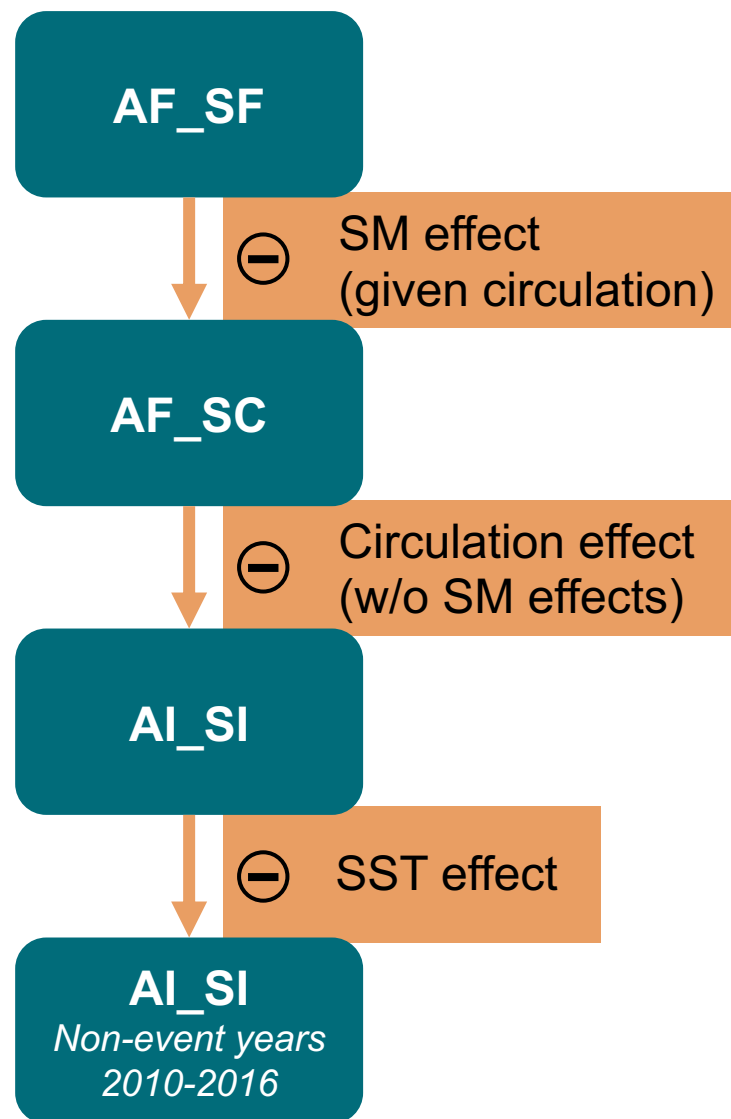 AF_SF
SM effect
(given circulation)
AF_SC
Circulation effect
(w/o SM effects)
AI_SI
SST effect
AI_SI
Non-event years
2010-2016